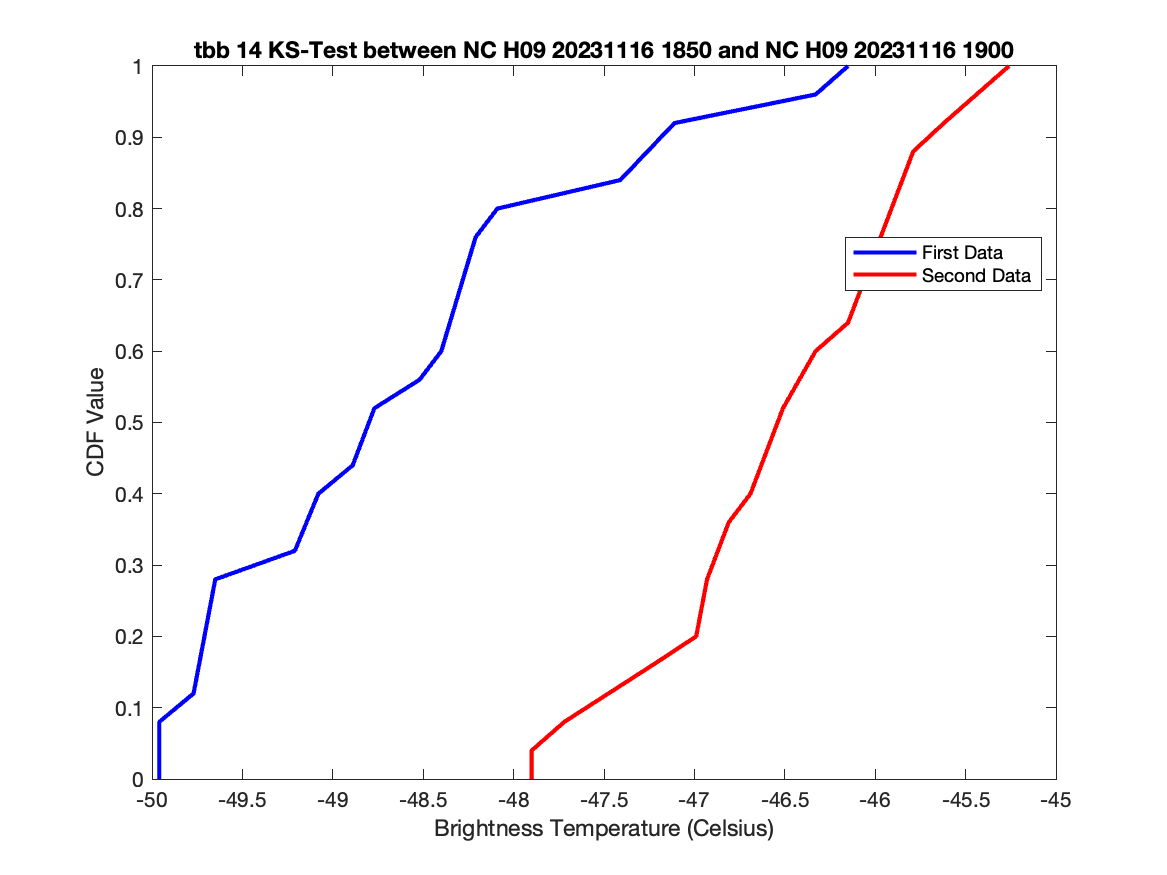 tbb 14 KS-Test between NC H09 20231116 1850 and NC H09 20231116 1900
1
0.9
0.8
0.7
0.6
0.5
0.4
0.3
0.2
0.1
0
CDF Value
First Data
Second Data
-50 -49.5 -49 -48.5 -48 -47.5 -47 -46.5 -46 -45.5 -45
Brightness Temperature (Celsius)